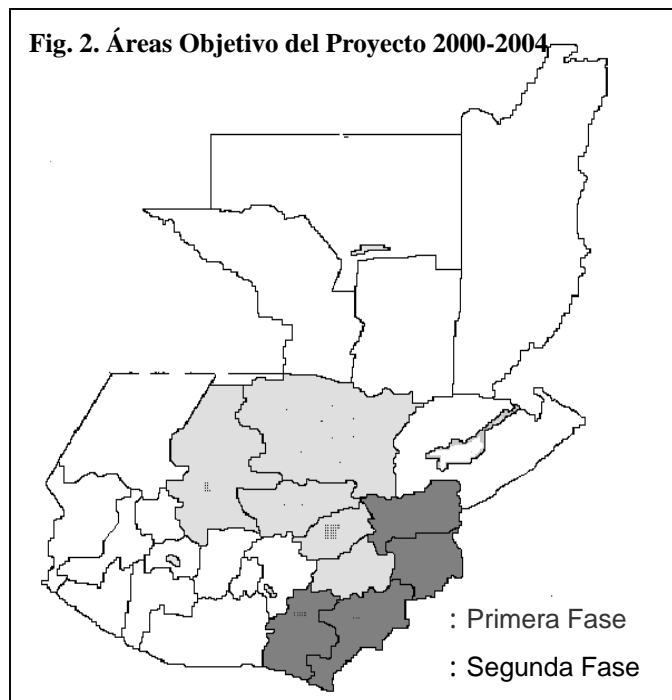 Fig. 2. Áreas Objetivo del Proyecto 2000-2004
: Primera Fase
: Segunda Fase